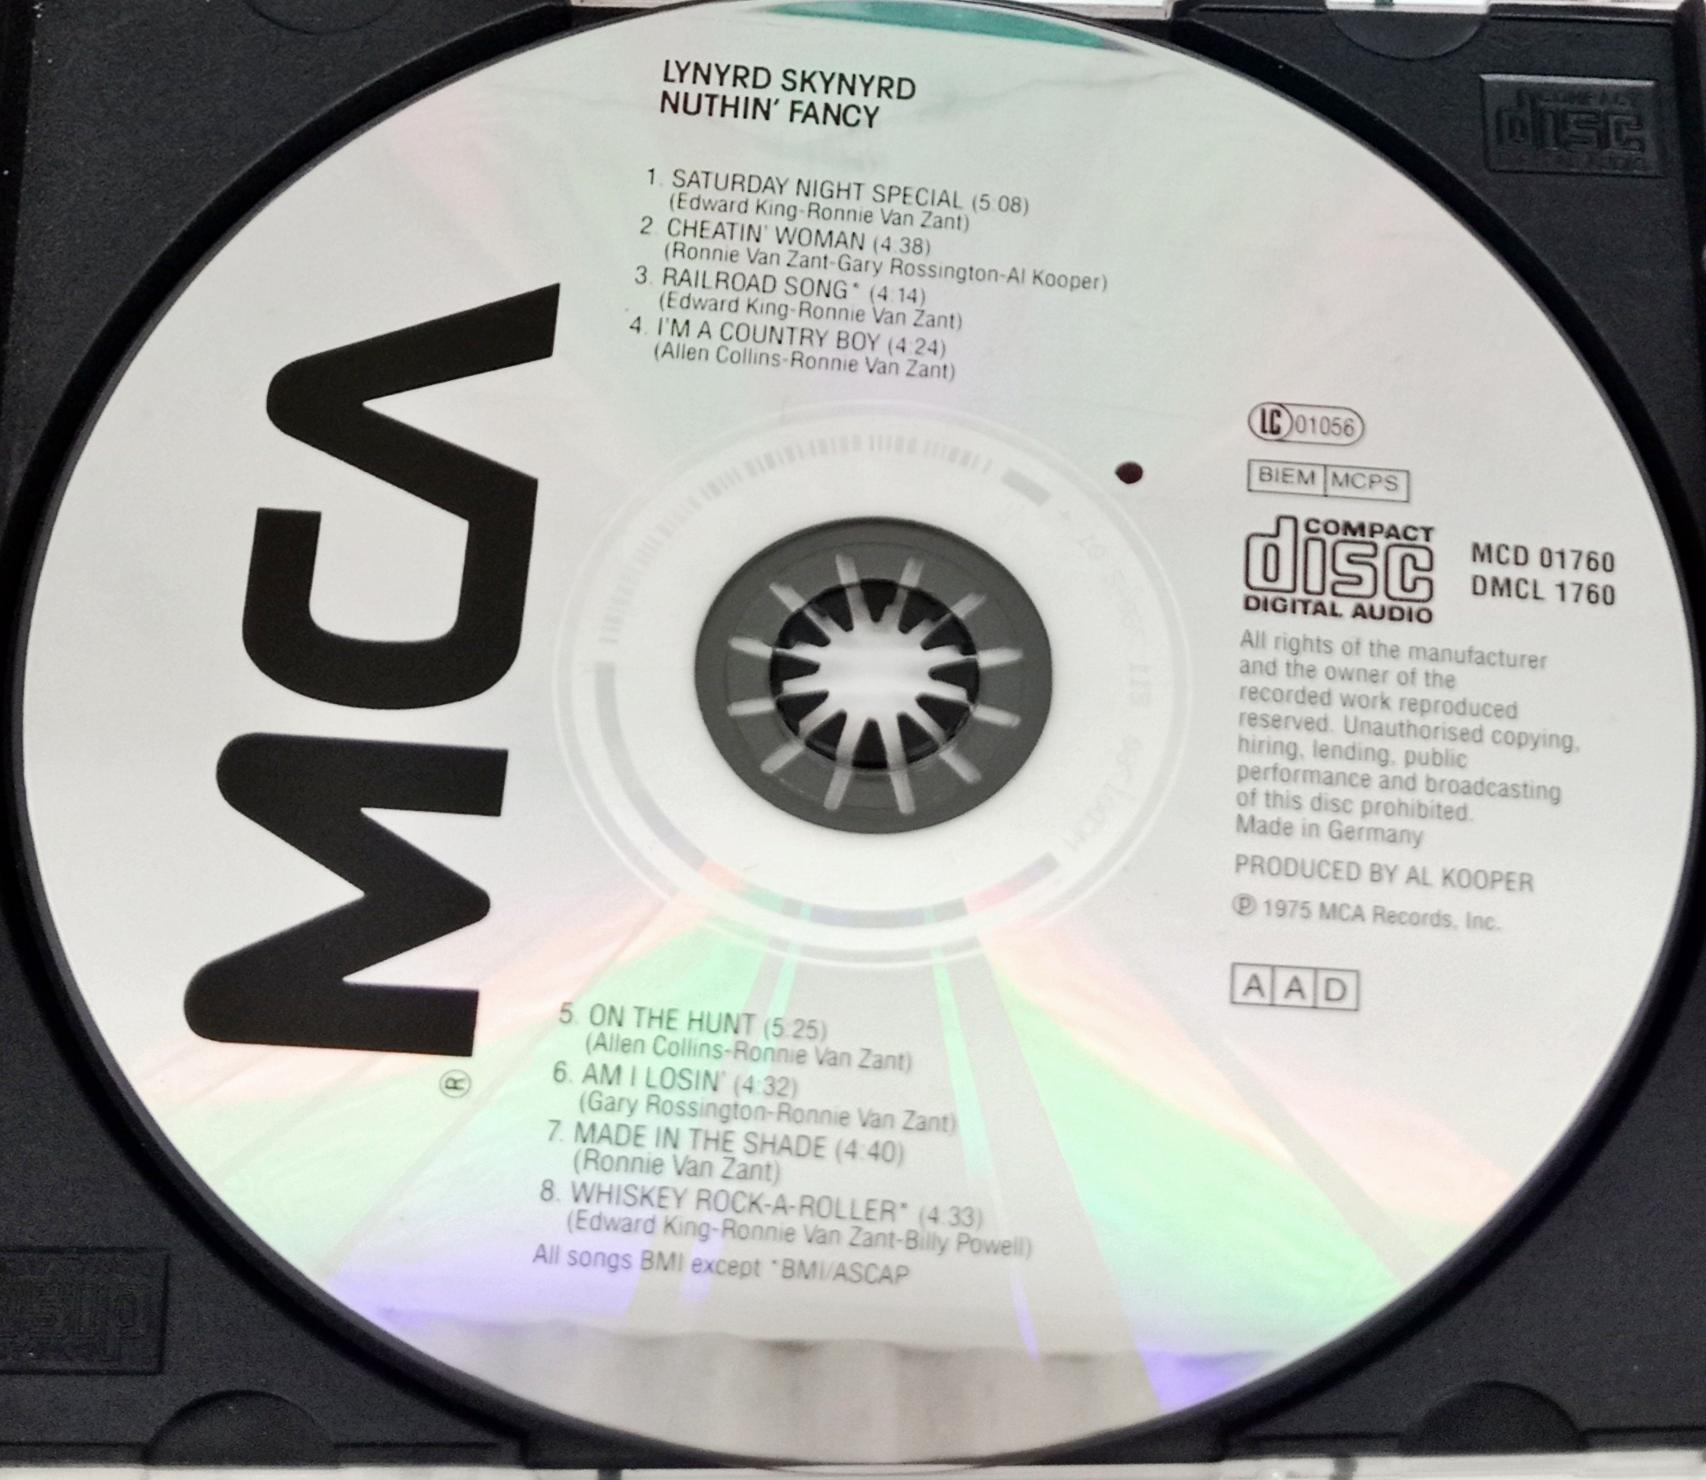 LYNYRD SKYNYRD
NUTHIN' FANCY
1. SATURDAY NIGHT SPECIAL (5:08)
(Edward King-Ronnie Van Zant)
2. CHEATIN' WOMAN (4:38)
(Ronnie Van Zant-Gary Rossington-Al Kooper)
3. RAILROAD SONG* (4:14)
(Edward King-Ronnie Van Zant)
4. I'M A COUNTRY BOY (4:24)
(Allen Collins-Ronnie Van Zant)
MCA
®
LC 01056
BIEM MCPS
COMPACT
disc
DIGITAL AUDIO
MCD 01760
DMCL 1760
All rights of the manufacturer
and the owner of the
recorded work reproduced
reserved. Unauthorised copying,
hiring, lending, public
performance and broadcasting
of this disc prohibited.
Made in Germany
PRODUCED BY AL KOOPER
℗ 1975 MCA Records, Inc.
A A D
5. ON THE HUNT (5:25)
(Allen Collins-Ronnie Van Zant)
6. AM I LOSIN' (4:32)
(Gary Rossington-Ronnie Van Zant)
7. MADE IN THE SHADE (4:40)
(Ronnie Van Zant)
8. WHISKEY ROCK-A-ROLLER* (4:33)
(Edward King-Ronnie Van Zant-Billy Powell)
All songs BMI except *BMI/ASCAP
disc